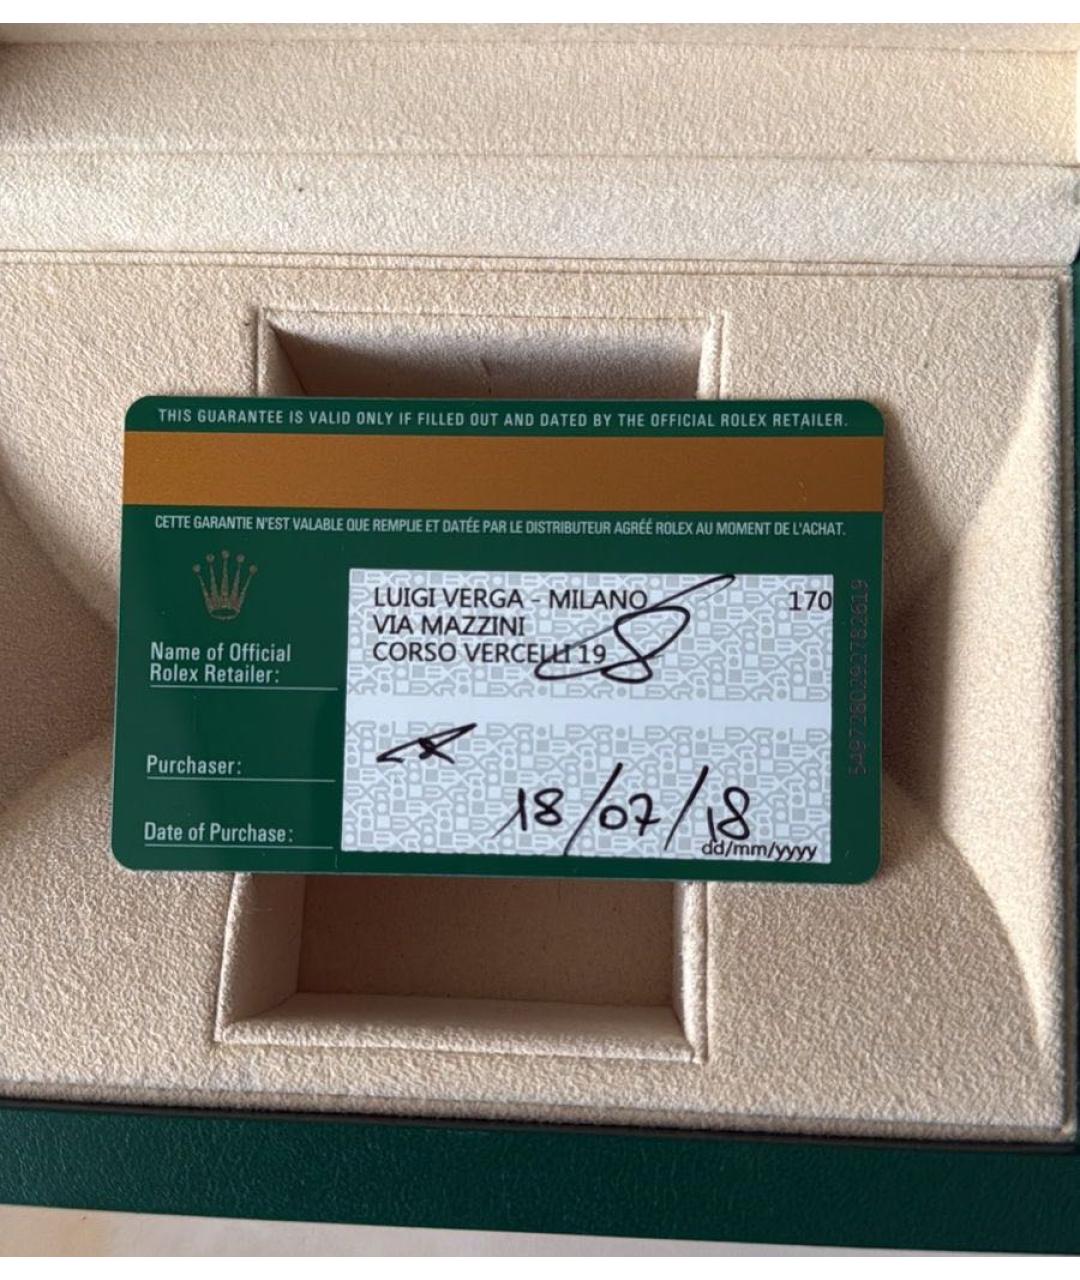 THIS GUARANTEE IS VALID ONLY IF FILLED OUT AND DATED BY THE OFFICIAL ROLEX RETAILER.
CETTE GARANTIE N'EST VALABLE QUE REMPLIE ET DATÉE PAR LE DISTRIBUTEUR AGRÉÉ ROLEX AU MOMENT DE L'ACHAT.
LUIGI VERGA - MILANO 170
VIA MAZZINI
CORSO VERCELLI 19
Name of Official
Rolex Retailer:
Purchaser:
Date of Purchase:
18/07/18
dd/mm/yyyy